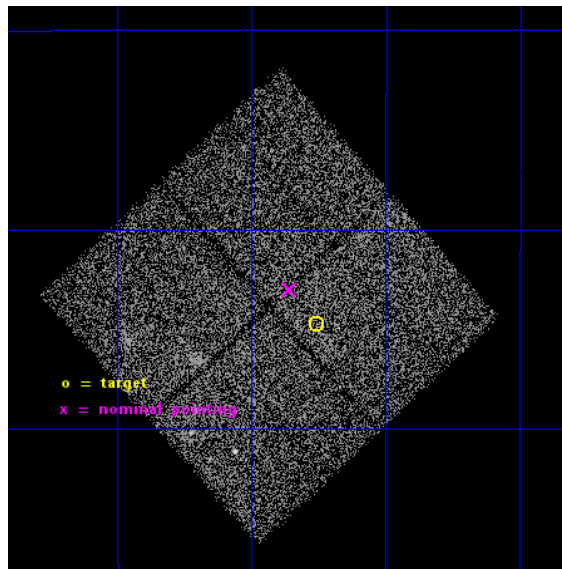 o = target
x = nominal pointing